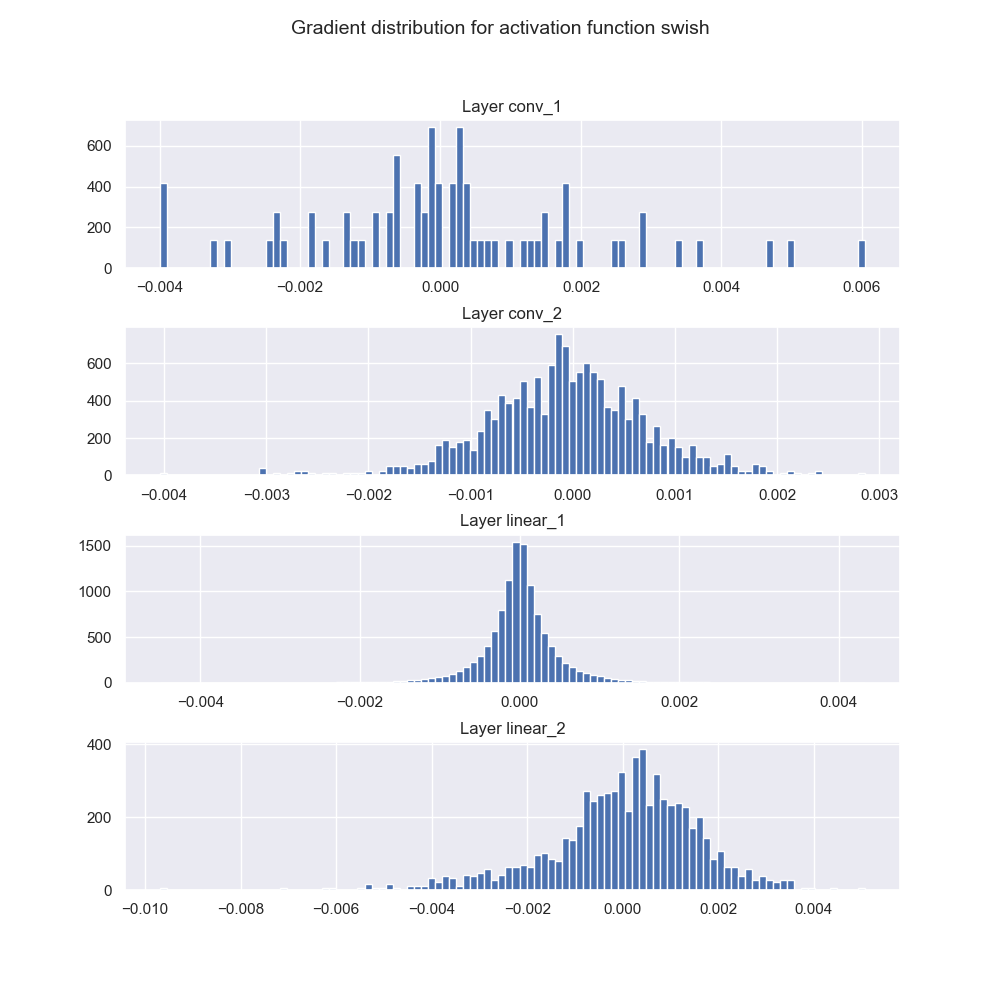 Gradient distribution for activation function swish
Layer conv_1
600
400
200
0
−0.004 −0.002 0.000 0.002 0.004 0.006
Layer conv_2
600
400
200
0
−0.004 −0.003 −0.002 −0.001 0.000 0.001 0.002 0.003
Layer linear_1
1500
1000
500
0
−0.004 −0.002 0.000 0.002 0.004
Layer linear_2
400
200
0
−0.010 −0.008 −0.006 −0.004 −0.002 0.000 0.002 0.004